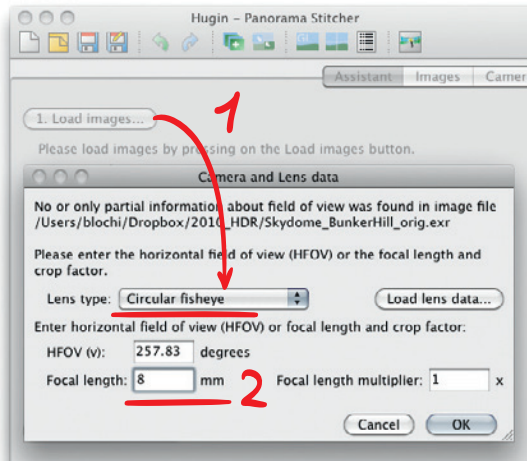 Hugin - Panorama Stitcher
Assistant Images Camer
1
1. Load images...
Please load images by pressing on the Load images button.
Camera and Lens data
No or only partial information about field of view was found in image file
/Users/blochi/Dropbox/2010_HDR/Skydome_BunkerHill_orig.exr
Please enter the horizontal field of view (HFOV) or the focal length and
crop factor.
Lens type: Circular fisheye Load lens data...
Enter horizontal field of view (HFOV) or focal length and crop factor:
HFOV (v): 257.83 degrees
Focal length: 8 mm 2 Focal length multiplier: 1 x
Cancel OK